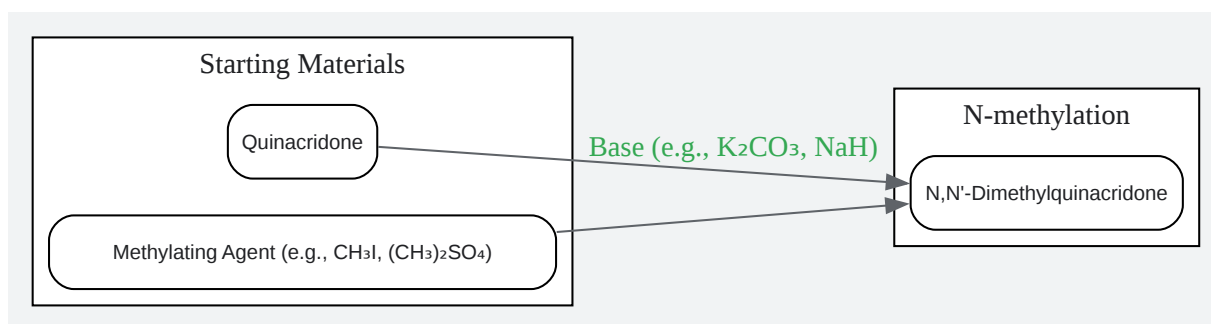 Starting Materials
Quinacridone
Methylating Agent (e.g., CH₃I, (CH₃)₂SO₄)
Base (e.g., K₂CO₃, NaH)
N-methylation
N,N'-Dimethylquinacridone